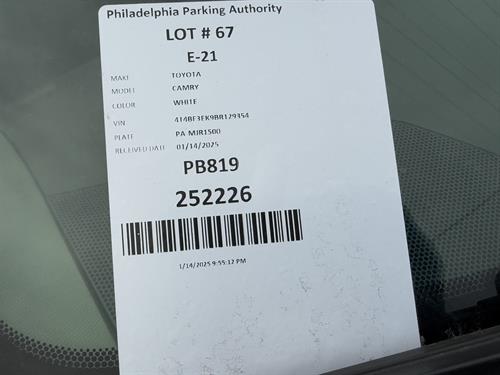 Philadelphia Parking Authority
LOT # 67
E-21
MAKE TOYOTA
MODEL CAMRY
COLOR WHITE
VIN 4T4BF3EK9BR129354
PLATE PA MJR1500
RECEIVED DATE 01/14/2025
PB819
252226
1/14/2025 9:55:12 PM